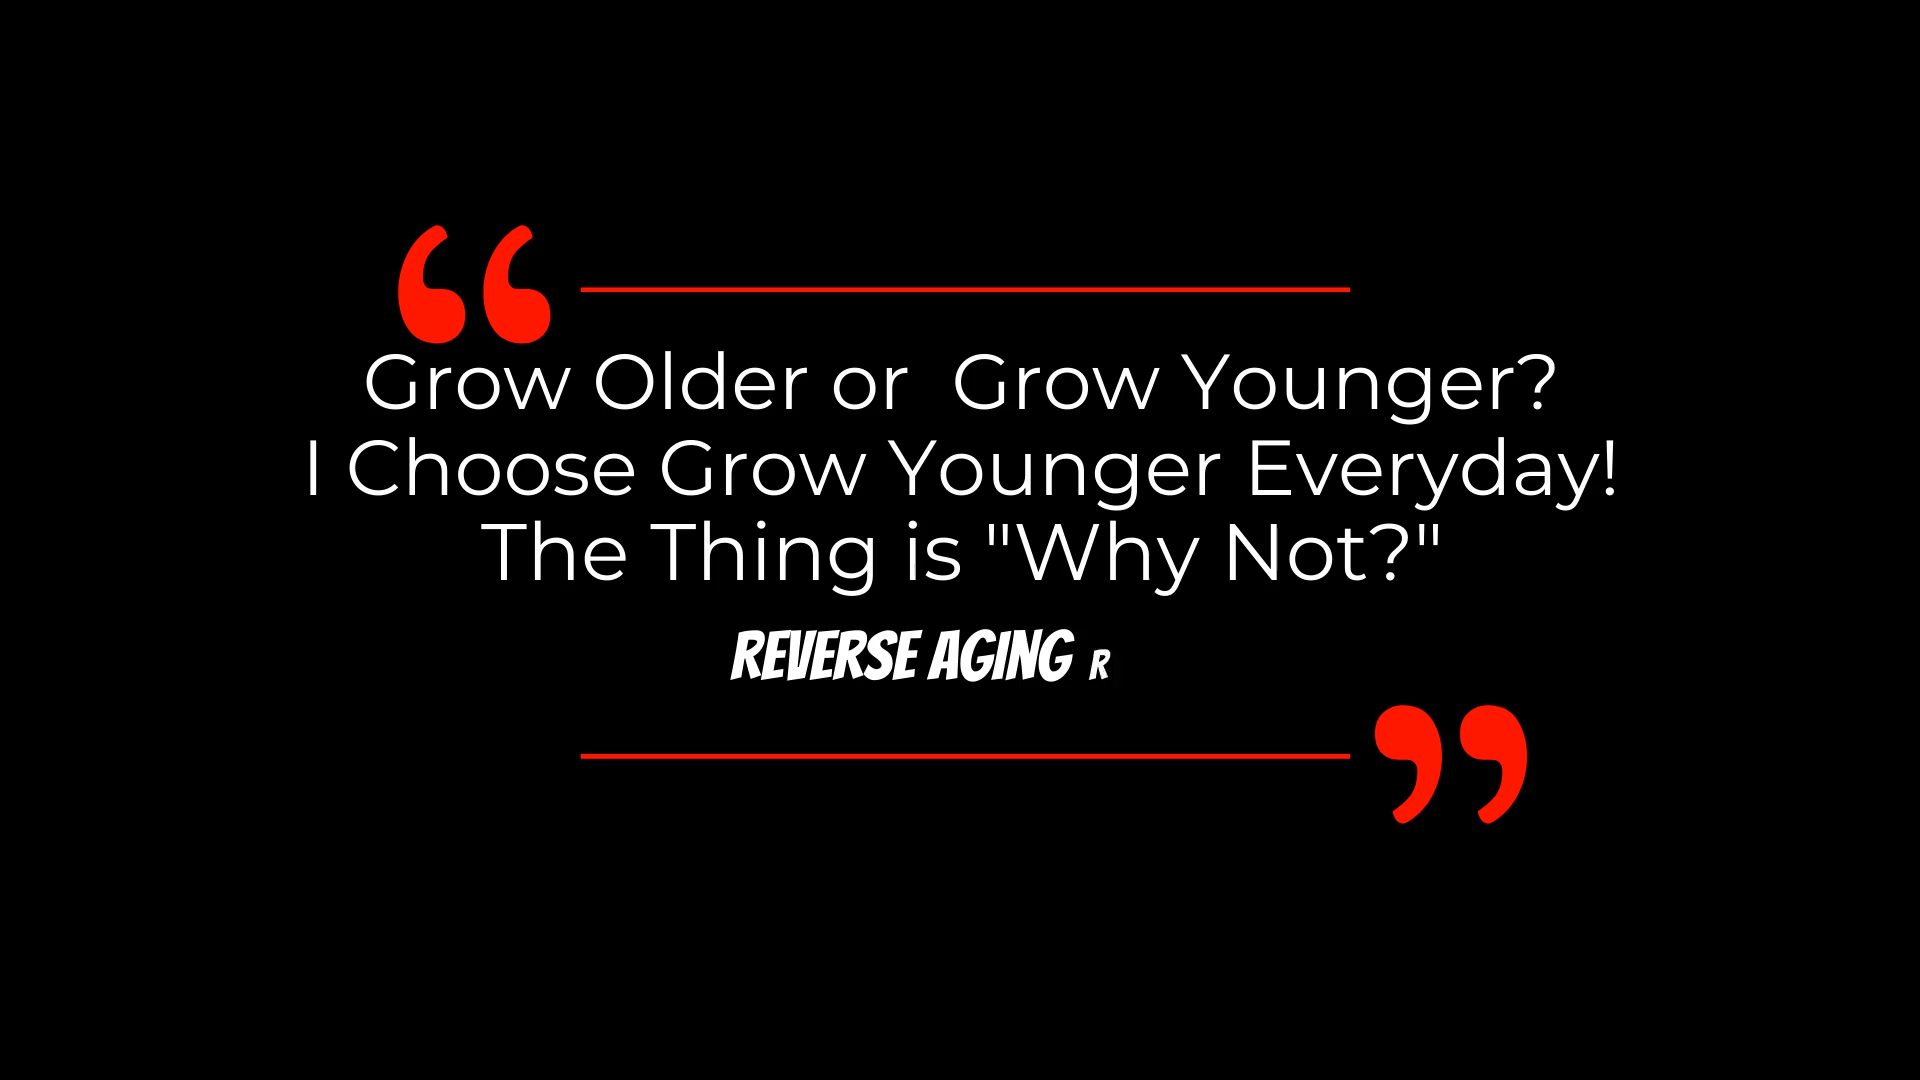 Grow Older or  Grow Younger?
I Choose Grow Younger Everyday!
The Thing is "Why Not?"
REVERSE AGING R